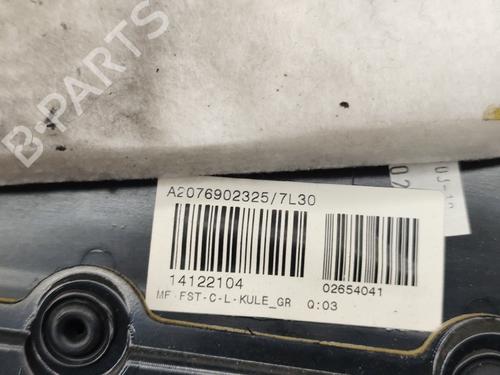 B-PARTS
A2076902325/7L30
14122104
02654041
MF-FST-C-L-KULE_GR Q:03